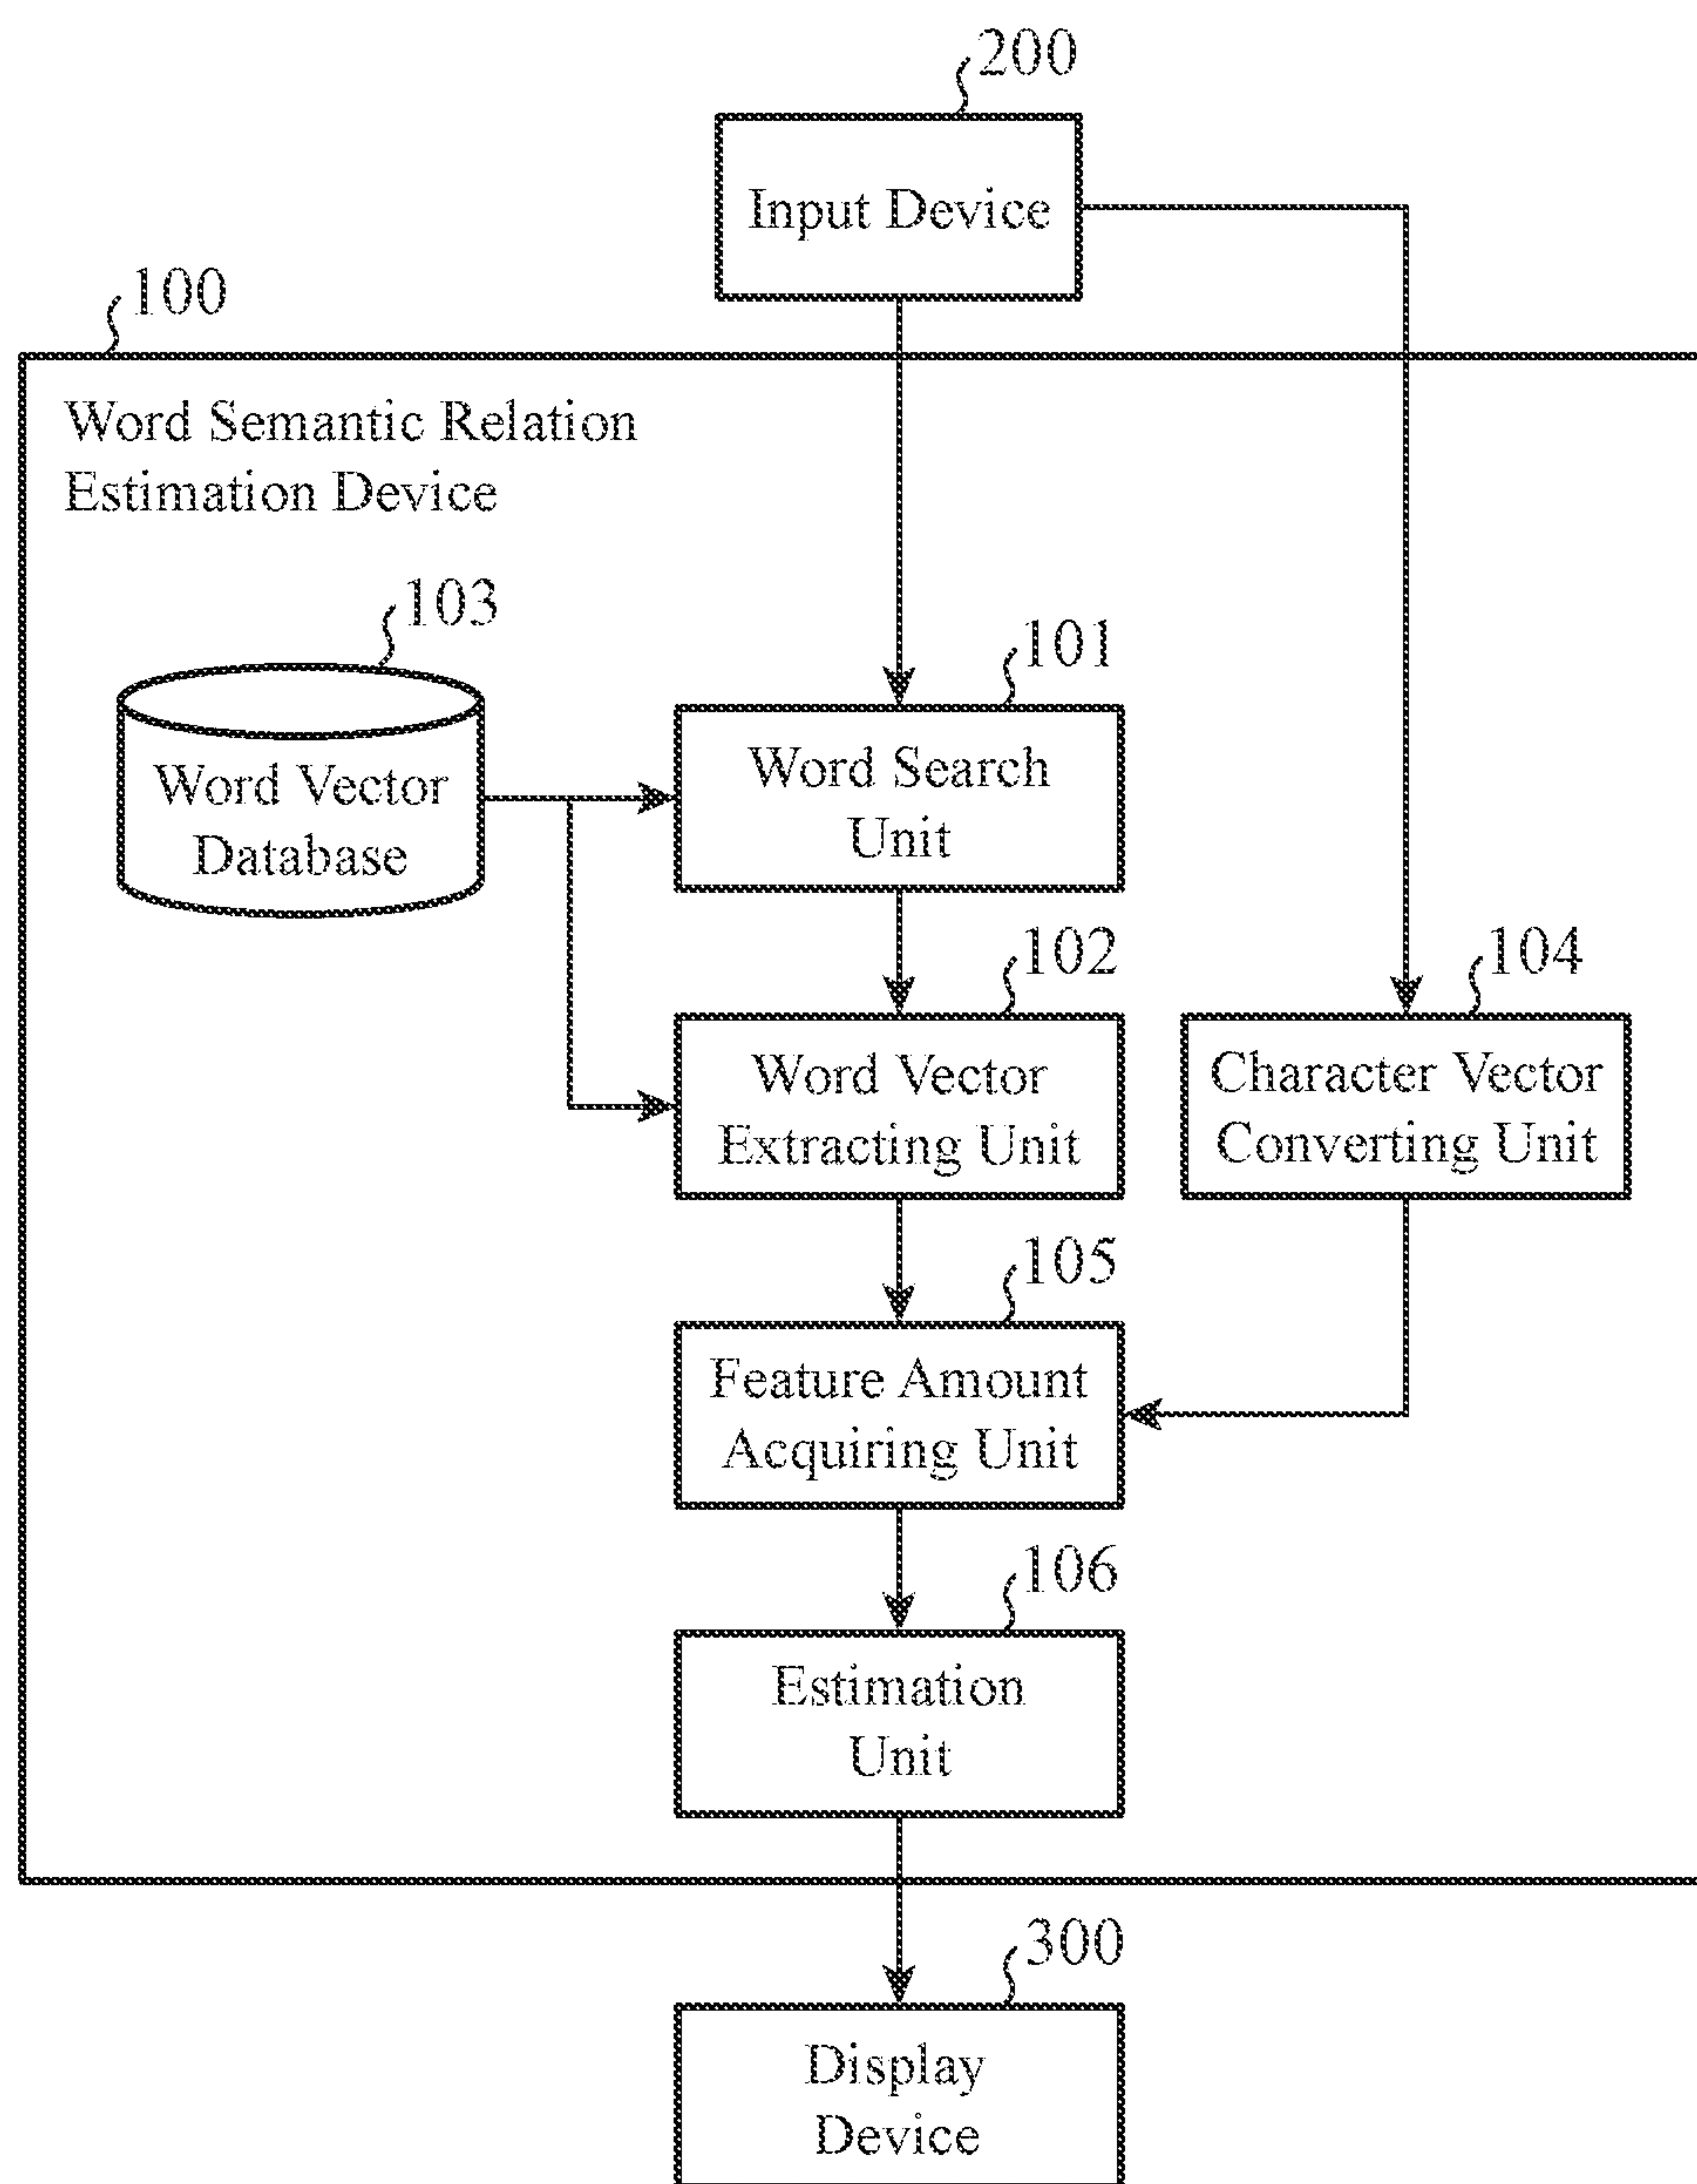 200
Input Device
100
Word Semantic Relation
Estimation Device
103
Word Vector
Database
101
Word Search
Unit
102
Word Vector
Extracting Unit
104
Character Vector
Converting Unit
105
Feature Amount
Acquiring Unit
106
Estimation
Unit
300
Display
Device